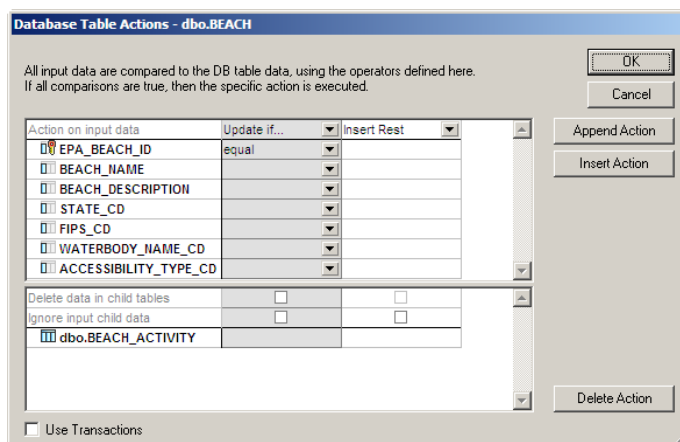 Database Table Actions - dbo.BEACH
All input data are compared to the DB table data, using the operators defined here.
If all comparisons are true, then the specific action is executed.
OK
Cancel
Append Action
Insert Action
Action on input data Update if... Insert Rest
EPA_BEACH_ID equal
BEACH_NAME
BEACH_DESCRIPTION
STATE_CD
FIPS_CD
WATERBODY_NAME_CD
ACCESSIBILITY_TYPE_CD
Delete data in child tables
Ignore input child data
dbo.BEACH_ACTIVITY
Delete Action
Use Transactions